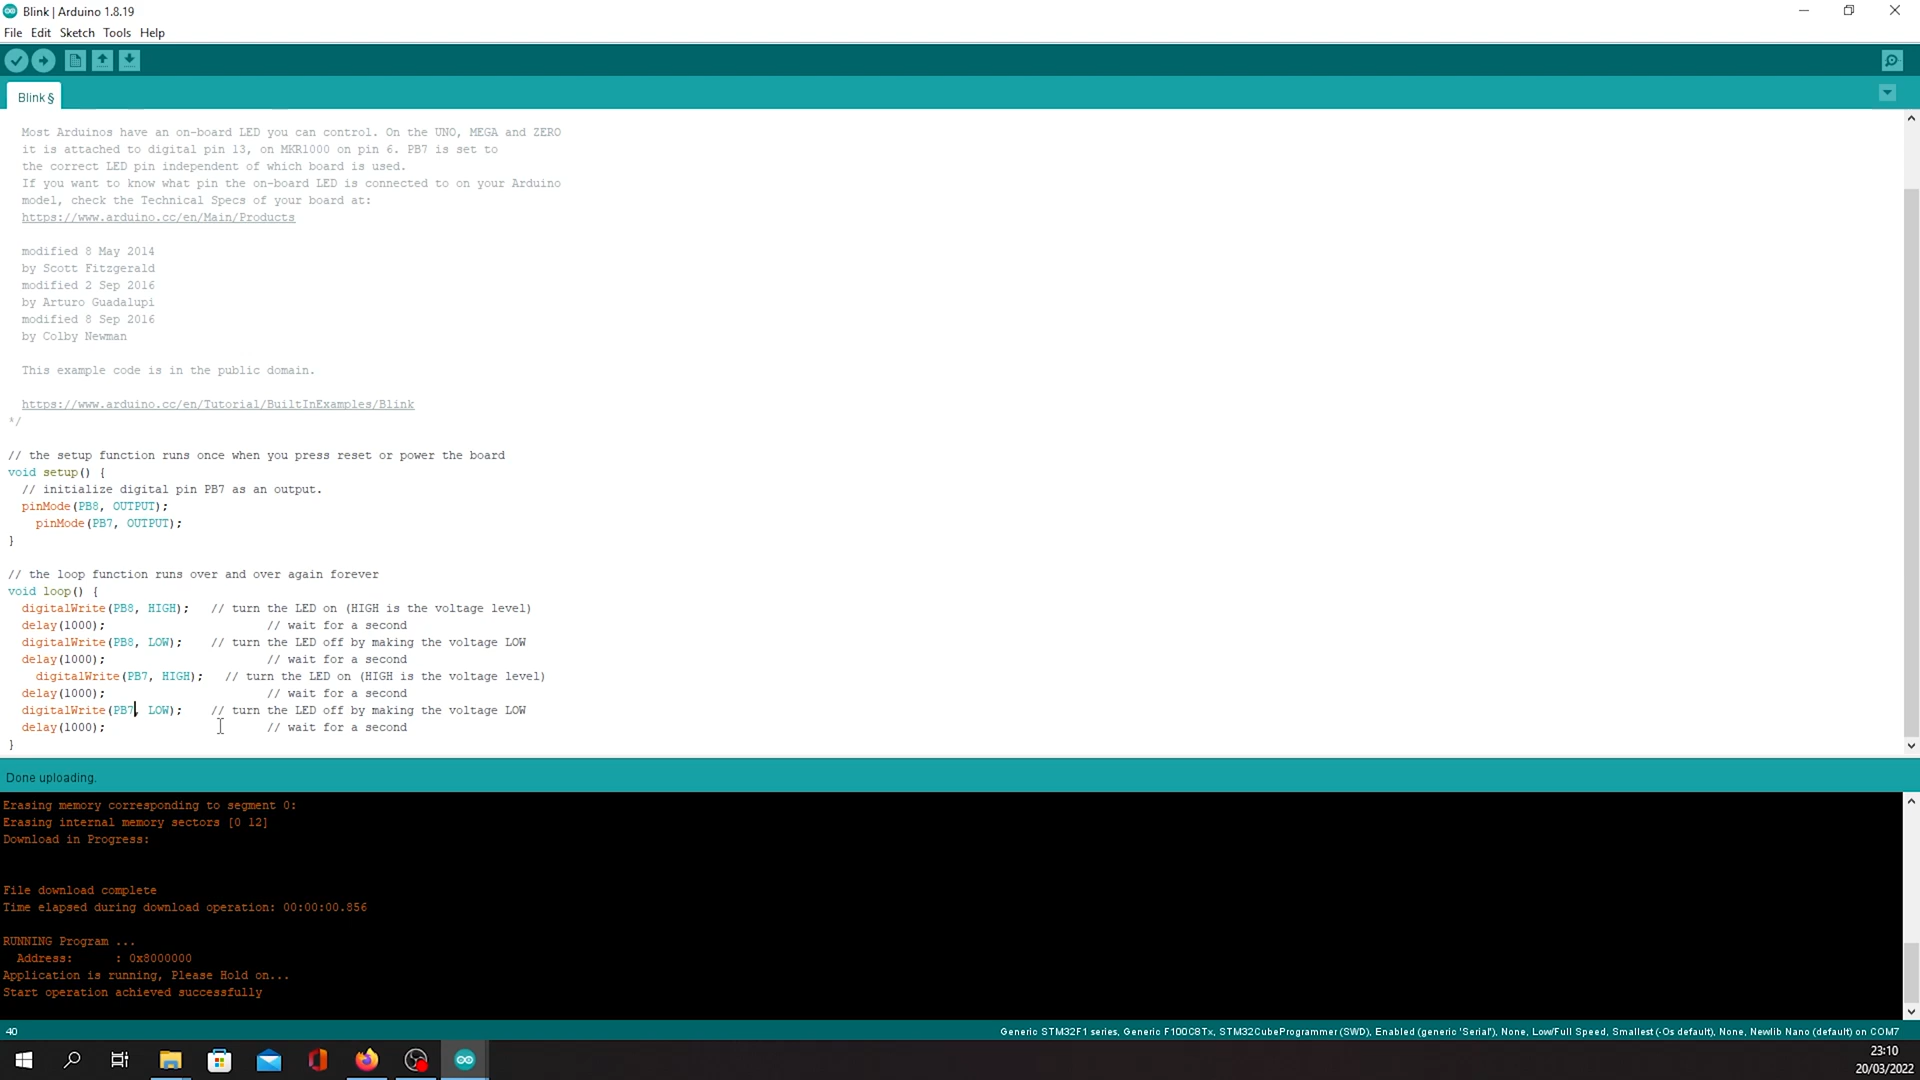 Blink | Arduino 1.8.19
File Edit Sketch Tools Help
Blink §
Most Arduinos have an on-board LED you can control. On the UNO, MEGA and ZERO
it is attached to digital pin 13, on MKR1000 on pin 6. PB7 is set to
the correct LED pin independent of which board is used.
If you want to know what pin the on-board LED is connected to on your Arduino
model, check the Technical Specs of your board at:
https://www.arduino.cc/en/Main/Products
modified 8 May 2014
by Scott Fitzgerald
modified 2 Sep 2016
by Arturo Guadalupi
modified 8 Sep 2016
by Colby Newman
This example code is in the public domain.
https://www.arduino.cc/en/Tutorial/BuiltInExamples/Blink
*/
// the setup function runs once when you press reset or power the board
void setup() {
// initialize digital pin PB7 as an output.
pinMode(PB8, OUTPUT);
pinMode(PB7, OUTPUT);
}
// the loop function runs over and over again forever
void loop() {
digitalWrite(PB8, HIGH); // turn the LED on (HIGH is the voltage level)
delay(1000); // wait for a second
digitalWrite(PB8, LOW); // turn the LED off by making the voltage LOW
delay(1000); // wait for a second
digitalWrite(PB7, HIGH); // turn the LED on (HIGH is the voltage level)
delay(1000); // wait for a second
digitalWrite(PB7, LOW); // turn the LED off by making the voltage LOW
delay(1000); // wait for a second
}
Done uploading.
Erasing memory corresponding to segment 0:
Erasing internal memory sectors [0 12]
Download in Progress:
File download complete
Time elapsed during download operation: 00:00:00.856
RUNNING Program ...
Address: : 0x8000000
Application is running, Please Hold on...
Start operation achieved successfully
40 Generic STM32F1 series, Generic F100C8Tx, STM32CubeProgrammer (SWD), Enabled (generic 'Serial'), None, Low/Full Speed, Smallest (-Os default), None, Newlib Nano (default) on COM7
23:10
20/03/2022